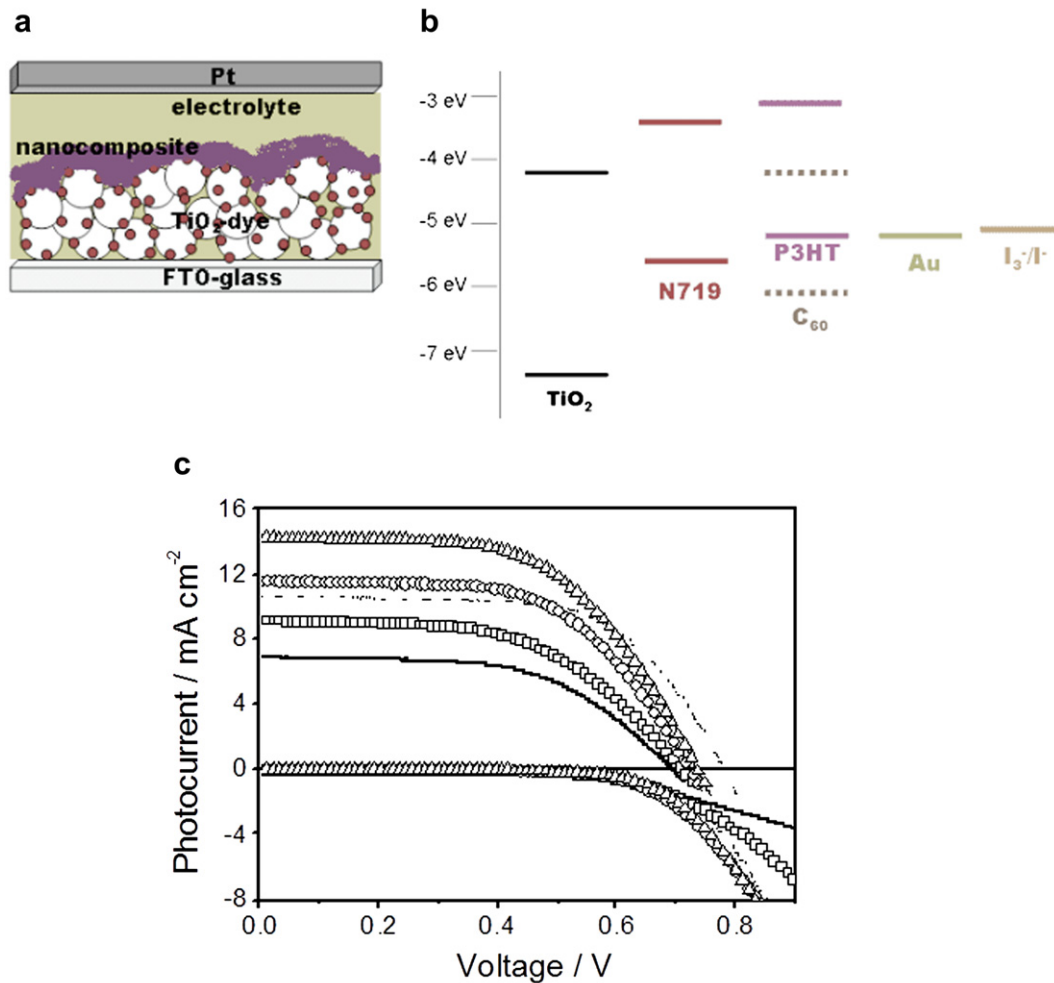 a
Pt
electrolyte
nanocomposite
TiO₂-dye
FTO-glass
b
-3 eV
-4 eV
-5 eV
-6 eV
-7 eV
TiO₂
N719
P3HT
C₆₀
Au
I₃⁻/I⁻
c
Photocurrent / mA cm⁻²
16
12
8
4
0
-4
-8
0.0 0.2 0.4 0.6 0.8
Voltage / V